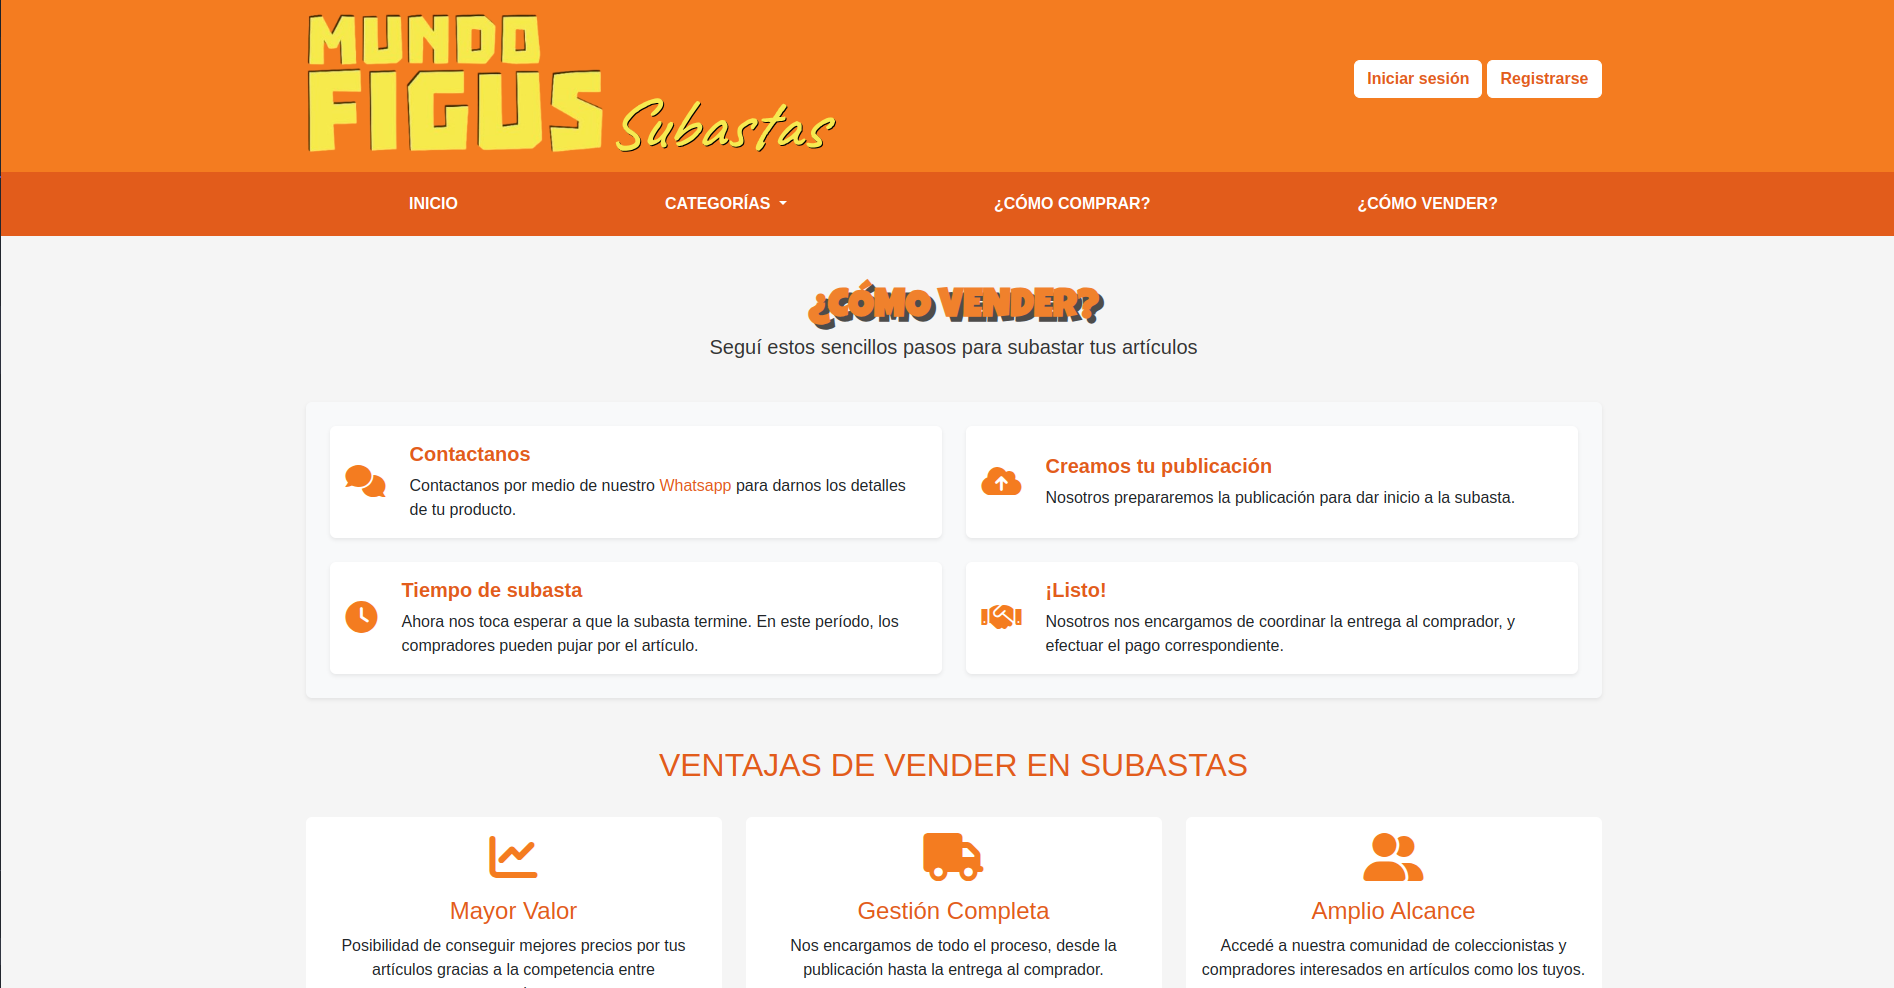 MUNDO
FIGUS Subastas
Iniciar sesión
Registrarse
INICIO
CATEGORÍAS
¿CÓMO COMPRAR?
¿CÓMO VENDER?
¿CÓMO VENDER?
Seguí estos sencillos pasos para subastar tus artículos
Contactanos
Contactanos por medio de nuestro Whatsapp para darnos los detalles
de tu producto.
Creamos tu publicación
Nosotros prepararemos la publicación para dar inicio a la subasta.
Tiempo de subasta
Ahora nos toca esperar a que la subasta termine. En este período, los
compradores pueden pujar por el artículo.
¡Listo!
Nosotros nos encargamos de coordinar la entrega al comprador, y
efectuar el pago correspondiente.
VENTAJAS DE VENDER EN SUBASTAS
Mayor Valor
Posibilidad de conseguir mejores precios por tus
artículos gracias a la competencia entre
Gestión Completa
Nos encargamos de todo el proceso, desde la
publicación hasta la entrega al comprador.
Amplio Alcance
Accedé a nuestra comunidad de coleccionistas y
compradores interesados en artículos como los tuyos.